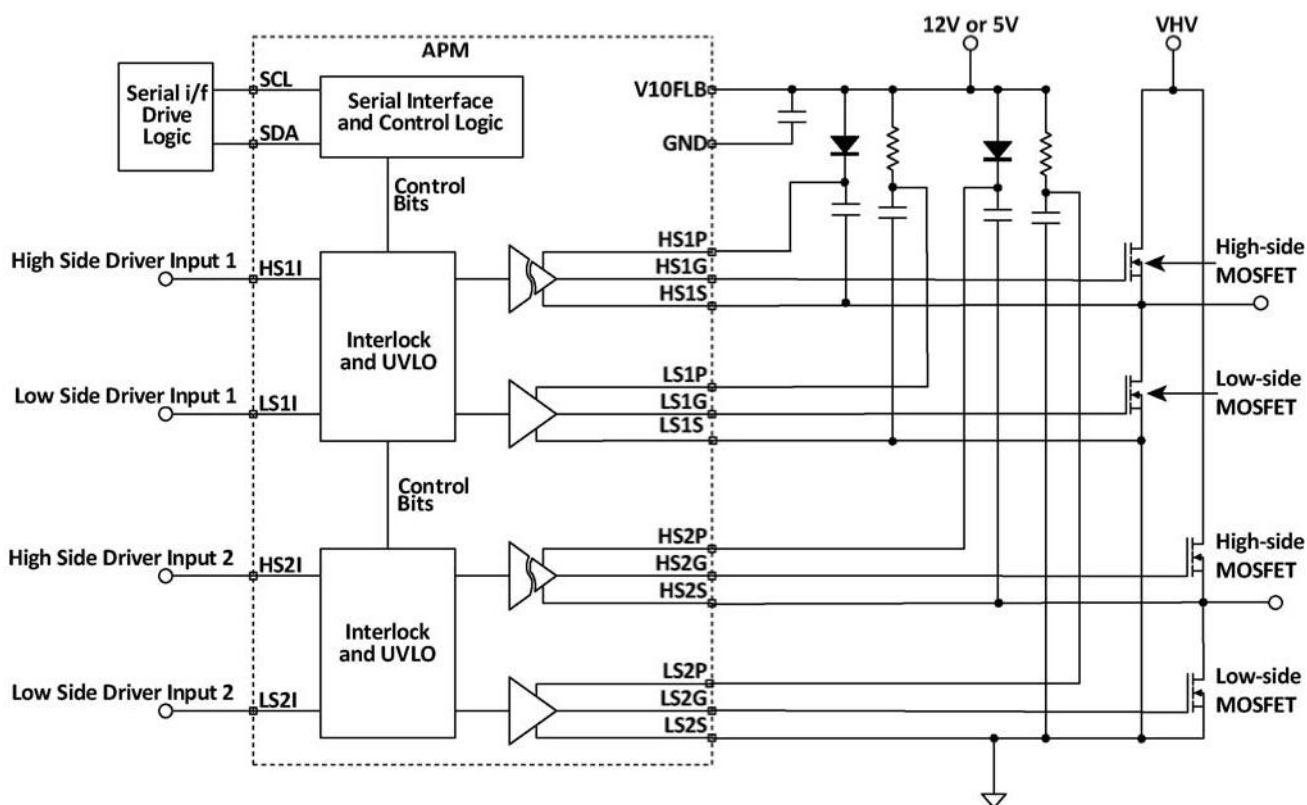 12V or 5V
VHV
APM
SCL
V10FLB
Serial i/f
Drive
Logic
Serial Interface
and Control Logic
SDA
GND
Control
Bits
HS1P
High Side Driver Input 1
HS1I
HS1G
High-side
MOSFET
HS1S
Interlock
and UVLO
LS1P
Low-side
MOSFET
Low Side Driver Input 1
LS1I
LS1G
LS1S
Control
Bits
HS2P
High Side Driver Input 2
HS2I
HS2G
High-side
MOSFET
HS2S
Interlock
and UVLO
LS2P
Low-side
MOSFET
Low Side Driver Input 2
LS2I
LS2G
LS2S